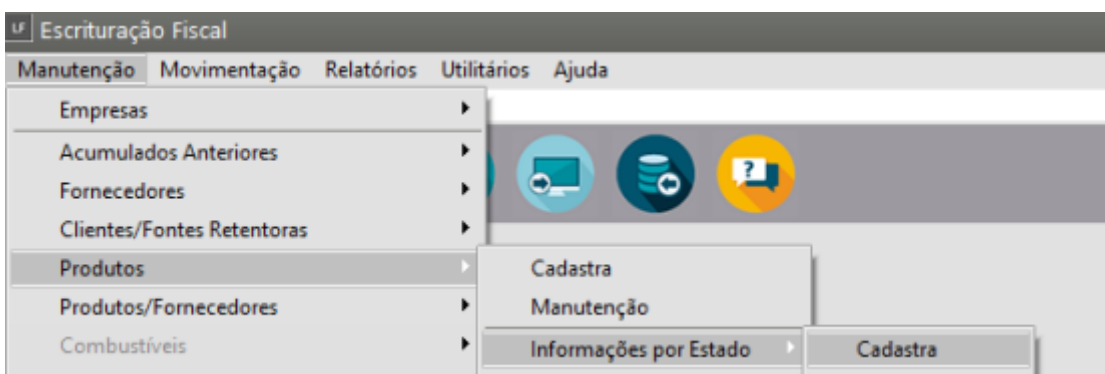 LF Escrituração Fiscal
Manutenção Movimentação Relatórios Utilitários Ajuda
Empresas
Acumulados Anteriores
Fornecedores
Clientes/Fontes Retentoras
Produtos
Cadastra
Produtos/Fornecedores
Manutenção
Combustíveis
Informações por Estado
Cadastra
?